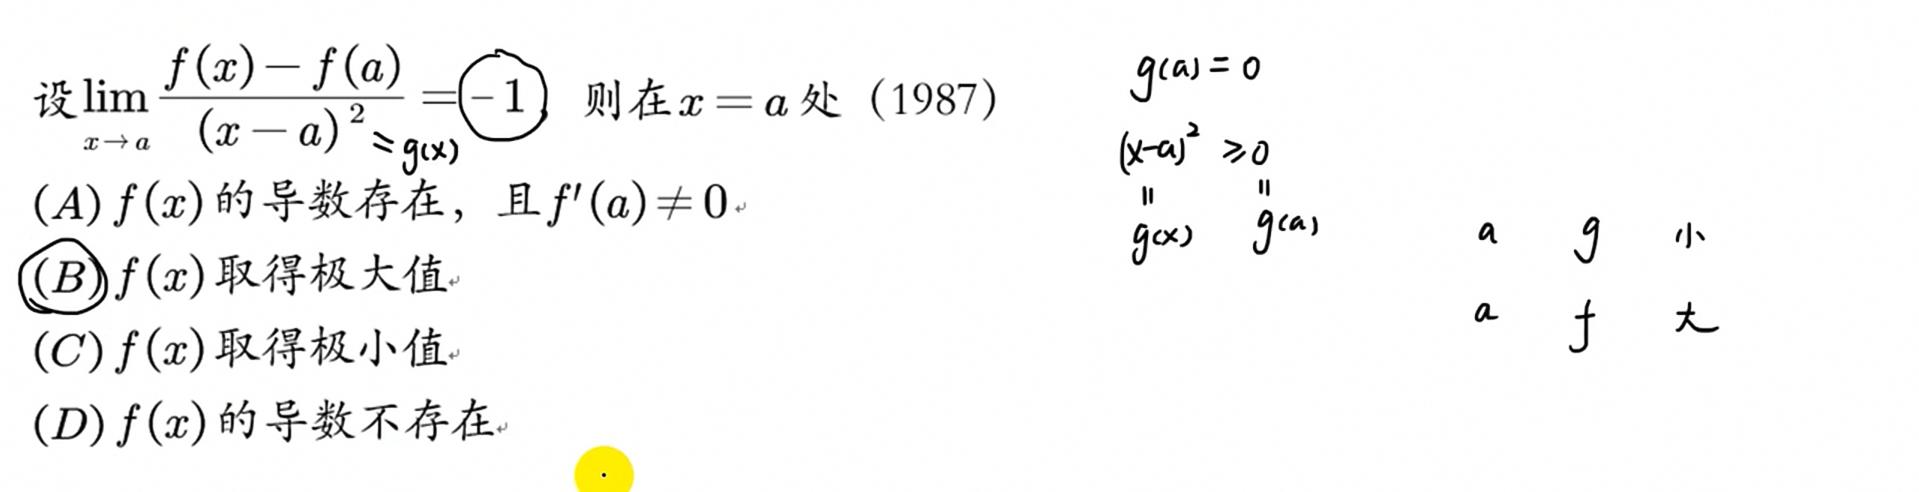 设 lim_{x→a} \frac{f(x)-f(a)}{(x-a)^2} = -1 则在 x = a 处 (1987)
= g(x)
(A) f(x) 的导数存在，且 f'(a) ≠ 0
(B) f(x) 取得极大值
(C) f(x) 取得极小值
(D) f(x) 的导数不存在
g(a) = 0
(x-a)² ⩾ 0
= =
g(x) g(a)
a g 小
a f 大